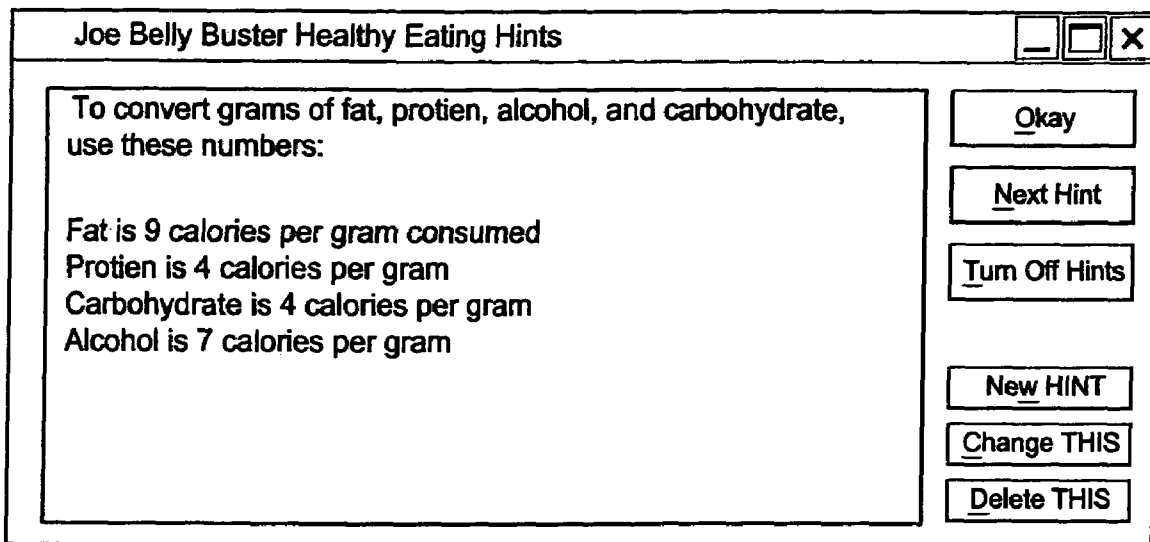 Joe Belly Buster Healthy Eating Hints
To convert grams of fat, protien, alcohol, and carbohydrate,
use these numbers:
Fat is 9 calories per gram consumed
Protien is 4 calories per gram
Carbohydrate is 4 calories per gram
Alcohol is 7 calories per gram
Okay
Next Hint
Turn Off Hints
New HINT
Change THIS
Delete THIS